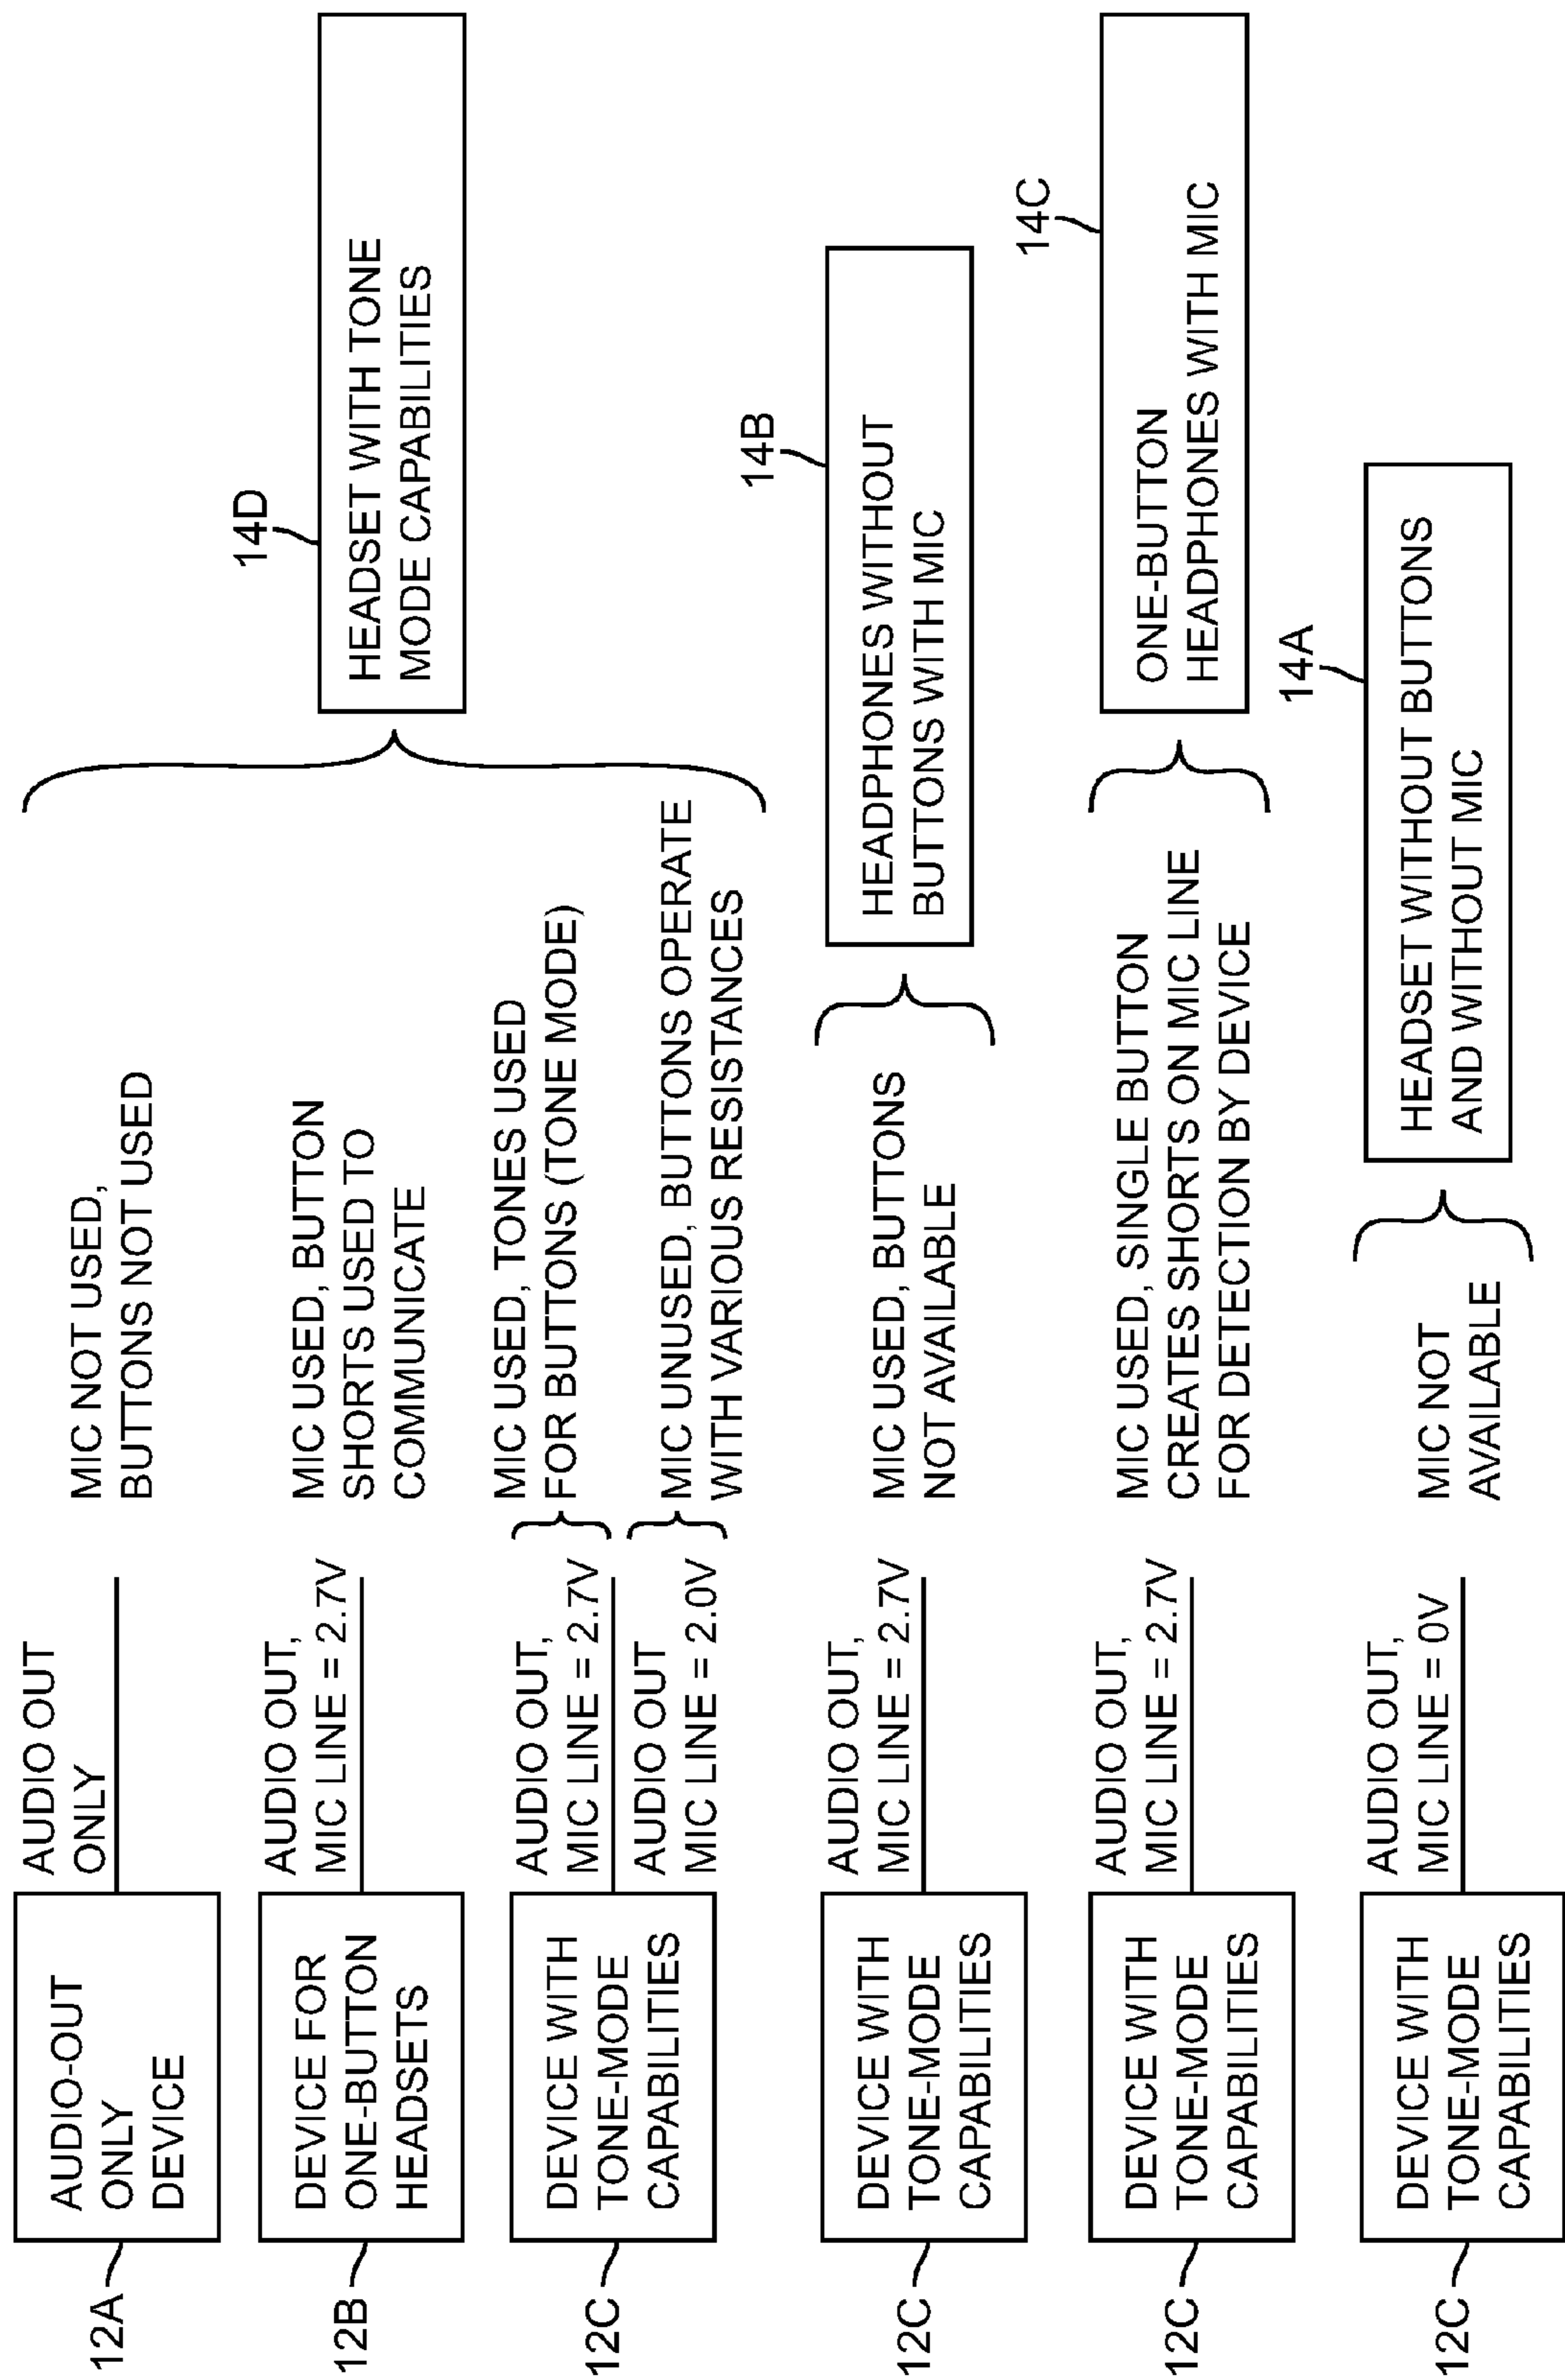 12A
AUDIO-OUT
ONLY
DEVICE
AUDIO OUT
ONLY
MIC NOT USED,
BUTTONS NOT USED
12B
DEVICE FOR
ONE-BUTTON
HEADSETS
AUDIO OUT,
MIC LINE = 2.7V
MIC USED, BUTTON
SHORTS USED TO
COMMUNICATE
12C
DEVICE WITH
TONE-MODE
CAPABILITIES
AUDIO OUT,
MIC LINE = 2.7V
MIC USED, TONES USED
FOR BUTTONS (TONE MODE)
AUDIO OUT
MIC LINE = 2.0V
MIC UNUSED, BUTTONS OPERATE
WITH VARIOUS RESISTANCES
14D
HEADSET WITH TONE
MODE CAPABILITIES
12C
DEVICE WITH
TONE-MODE
CAPABILITIES
AUDIO OUT,
MIC LINE = 2.7V
MIC USED, BUTTONS
NOT AVAILABLE
14B
HEADPHONES WITHOUT
BUTTONS WITH MIC
12C
DEVICE WITH
TONE-MODE
CAPABILITIES
AUDIO OUT,
MIC LINE = 2.7V
MIC USED, SINGLE BUTTON
CREATES SHORTS ON MIC LINE
FOR DETECTION BY DEVICE
14C
ONE-BUTTON
HEADPHONES WITH MIC
12C
DEVICE WITH
TONE-MODE
CAPABILITIES
AUDIO OUT,
MIC LINE = 0V
MIC NOT
AVAILABLE
14A
HEADSET WITHOUT BUTTONS
AND WITHOUT MIC